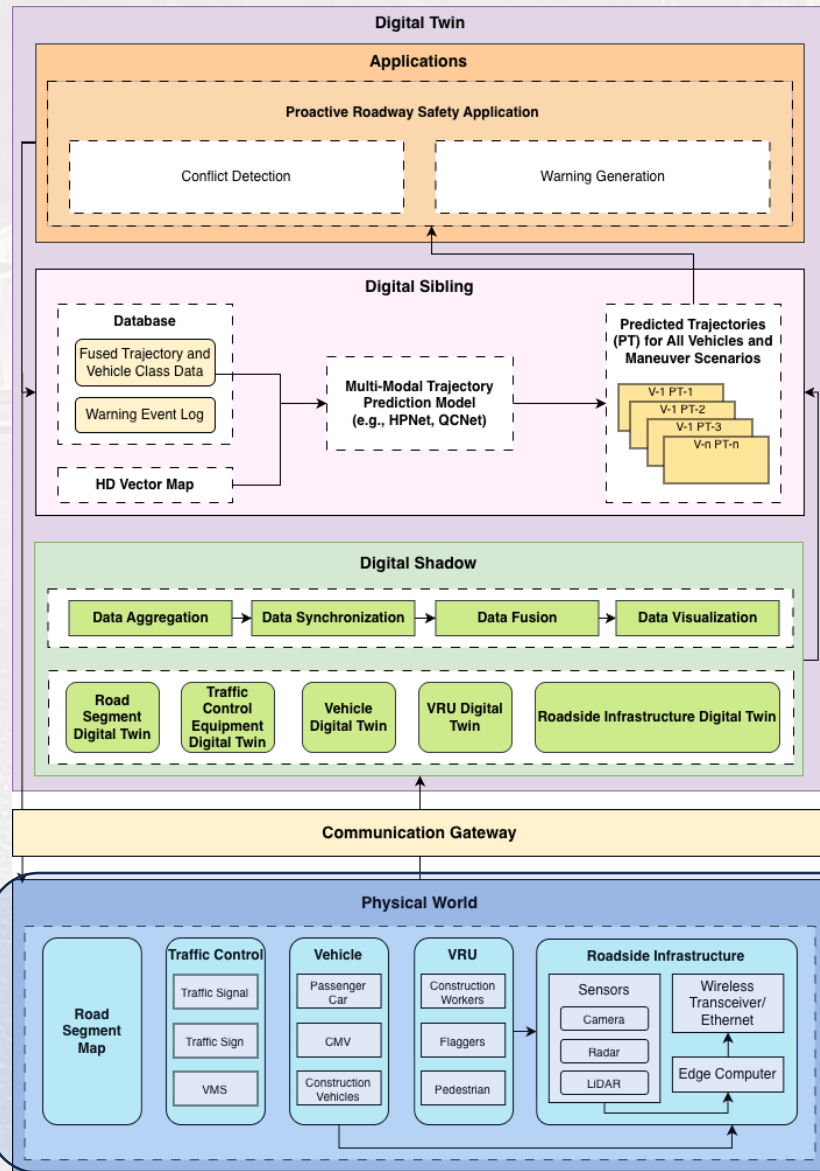 Digital Twin
Applications
Proactive Roadway Safety Application
Conflict Detection
Warning Generation
Digital Sibling
Database
Fused Trajectory and
Vehicle Class Data
Warning Event Log
HD Vector Map
Multi-Modal Trajectory
Prediction Model
(e.g., HPNet, QCNet)
Predicted Trajectories
(PT) for All Vehicles and
Maneuver Scenarios
V-1 PT-1
V-1 PT-2
V-1 PT-3
V-n PT-n
Digital Shadow
Data Aggregation
Data Synchronization
Data Fusion
Data Visualization
Road
Segment
Digital Twin
Traffic
Control
Equipment
Digital Twin
Vehicle
Digital Twin
VRU Digital
Twin
Roadside Infrastructure Digital Twin
Communication Gateway
Physical World
Road
Segment
Map
Traffic Control
Traffic Signal
Traffic Sign
VMS
Vehicle
Passenger
Car
CMV
Construction
Vehicles
VRU
Construction
Workers
Flaggers
Pedestrian
Roadside Infrastructure
Sensors
Camera
Radar
LiDAR
Wireless
Transceiver/
Ethernet
Edge Computer